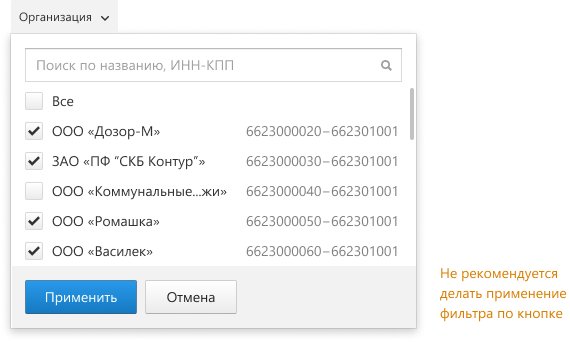 Организация
Поиск по названию, ИНН-КПП
Все
ООО «Дозор-М» 6623000020–662301001
ЗАО «ПФ “СКБ Контур”» 6623000030–662301001
ООО «Коммунальные...жи» 6623000040–662301001
ООО «Ромашка» 6623000050–662301001
ООО «Василек» 6623000060–662301001
Применить Отмена
Не рекомендуется
делать применение
фильтра по кнопке